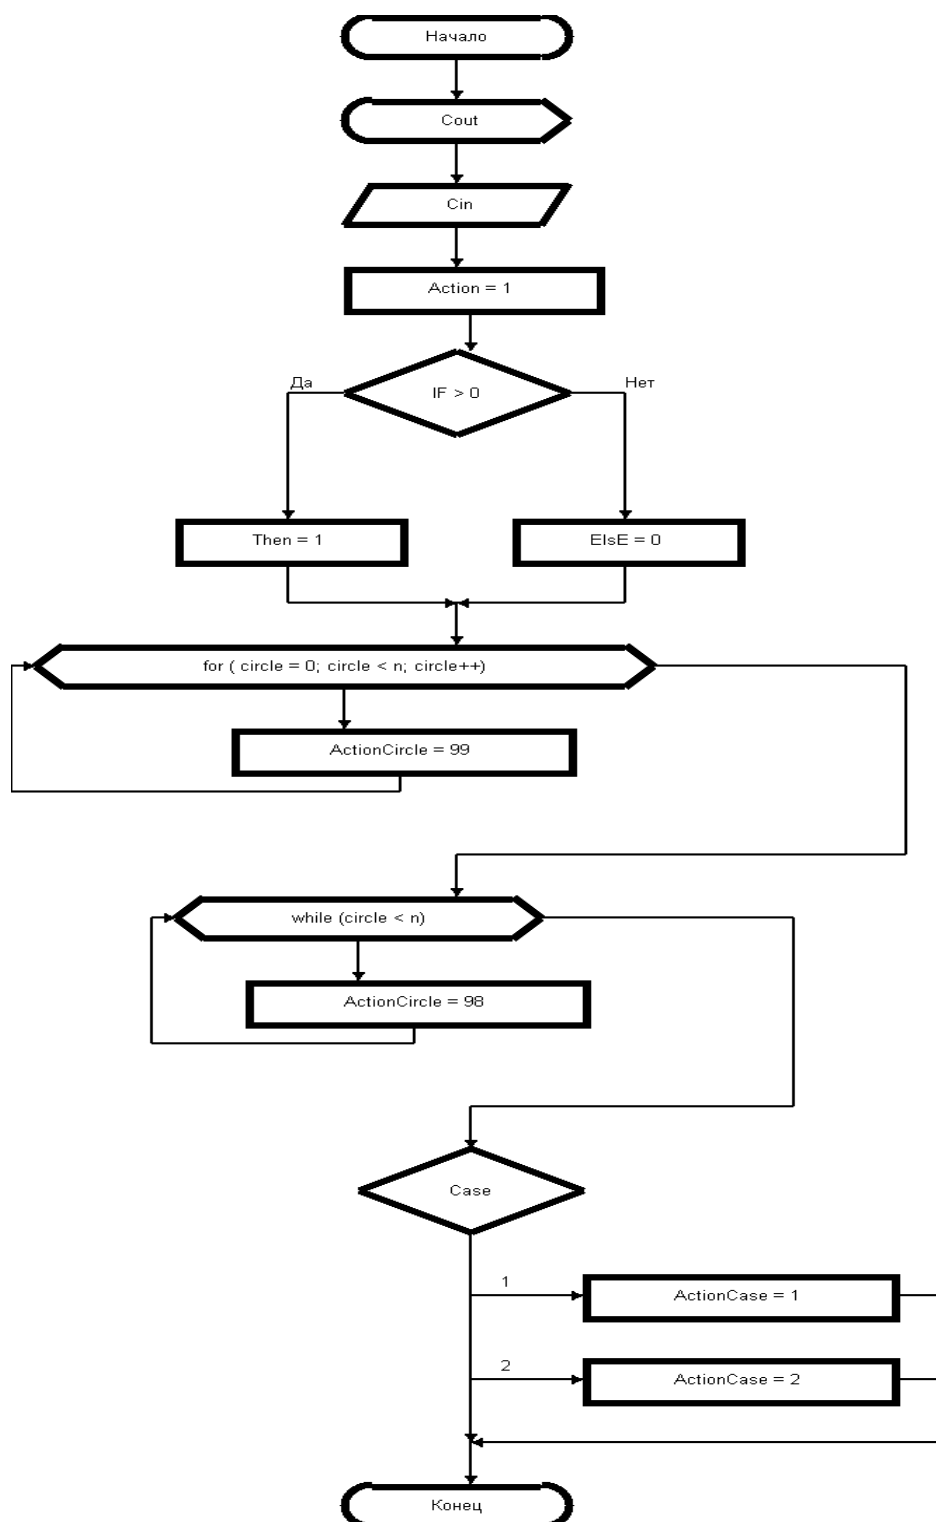 Начало
Cout
Cin
Action = 1
IF > 0
Да
Нет
Then = 1
ElsE = 0
for ( circle = 0; circle < n; circle++)
ActionCircle = 99
while (circle < n)
ActionCircle = 98
Case
1
ActionCase = 1
2
ActionCase = 2
Конец